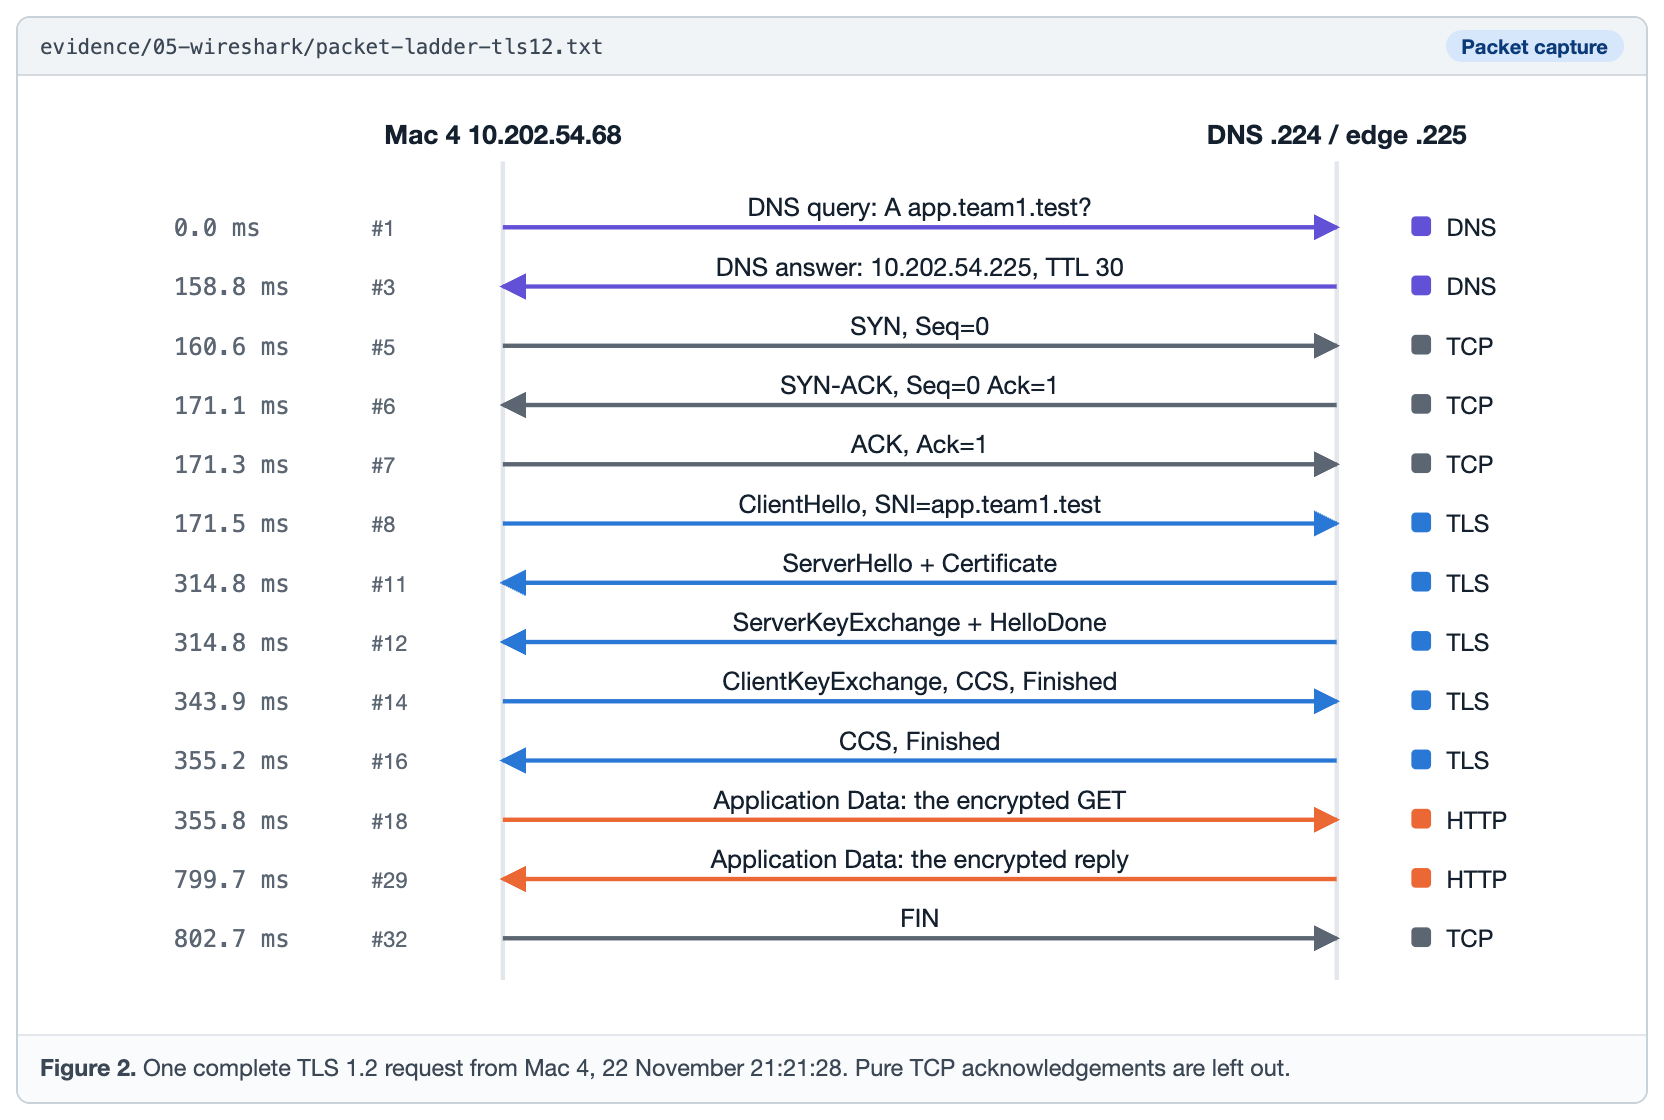 evidence/05-wireshark/packet-ladder-tls12.txt
Packet capture
Mac 4 10.202.54.68
DNS .224 / edge .225
0.0 ms #1 DNS query: A app.team1.test? DNS
158.8 ms #3 DNS answer: 10.202.54.225, TTL 30 DNS
160.6 ms #5 SYN, Seq=0 TCP
171.1 ms #6 SYN-ACK, Seq=0 Ack=1 TCP
171.3 ms #7 ACK, Ack=1 TCP
171.5 ms #8 ClientHello, SNI=app.team1.test TLS
314.8 ms #11 ServerHello + Certificate TLS
314.8 ms #12 ServerKeyExchange + HelloDone TLS
343.9 ms #14 ClientKeyExchange, CCS, Finished TLS
355.2 ms #16 CCS, Finished TLS
355.8 ms #18 Application Data: the encrypted GET HTTP
799.7 ms #29 Application Data: the encrypted reply HTTP
802.7 ms #32 FIN TCP
Figure 2. One complete TLS 1.2 request from Mac 4, 22 November 21:21:28. Pure TCP acknowledgements are left out.